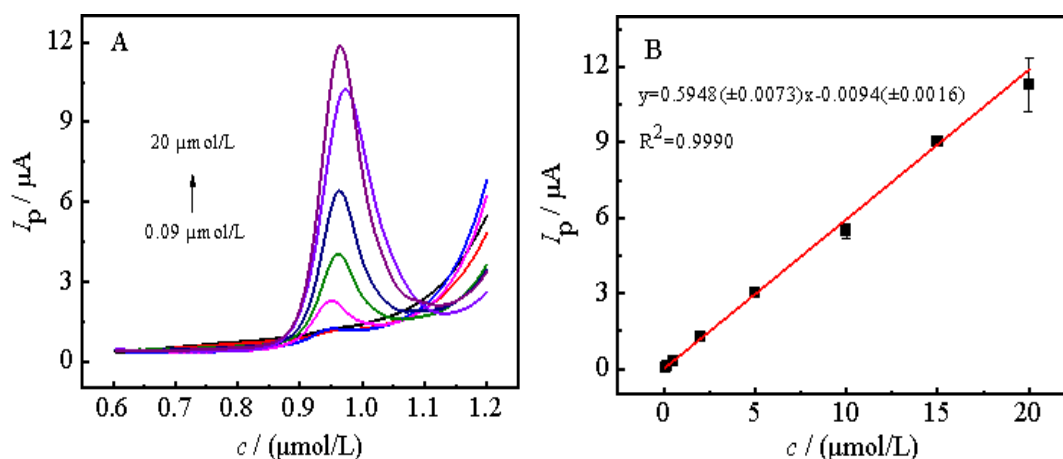 A
12
9
6
3
0
I_p / μA
20 μmol/L
0.09 μmol/L
0.6 0.7 0.8 0.9 1.0 1.1 1.2
c / (μmol/L)
B
12
9
6
3
0
I_p / μA
y=0.5948(±0.0073)x-0.0094(±0.0016)
R²=0.9990
0 5 10 15 20
c / (μmol/L)